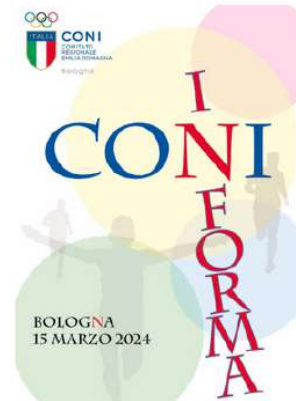 ITALIA
CONI
COMITATO
REGIONALE
EMILIA ROMAGNA
Bologna
CONI
INFORMA
BOLOGNA
15 MARZO 2024